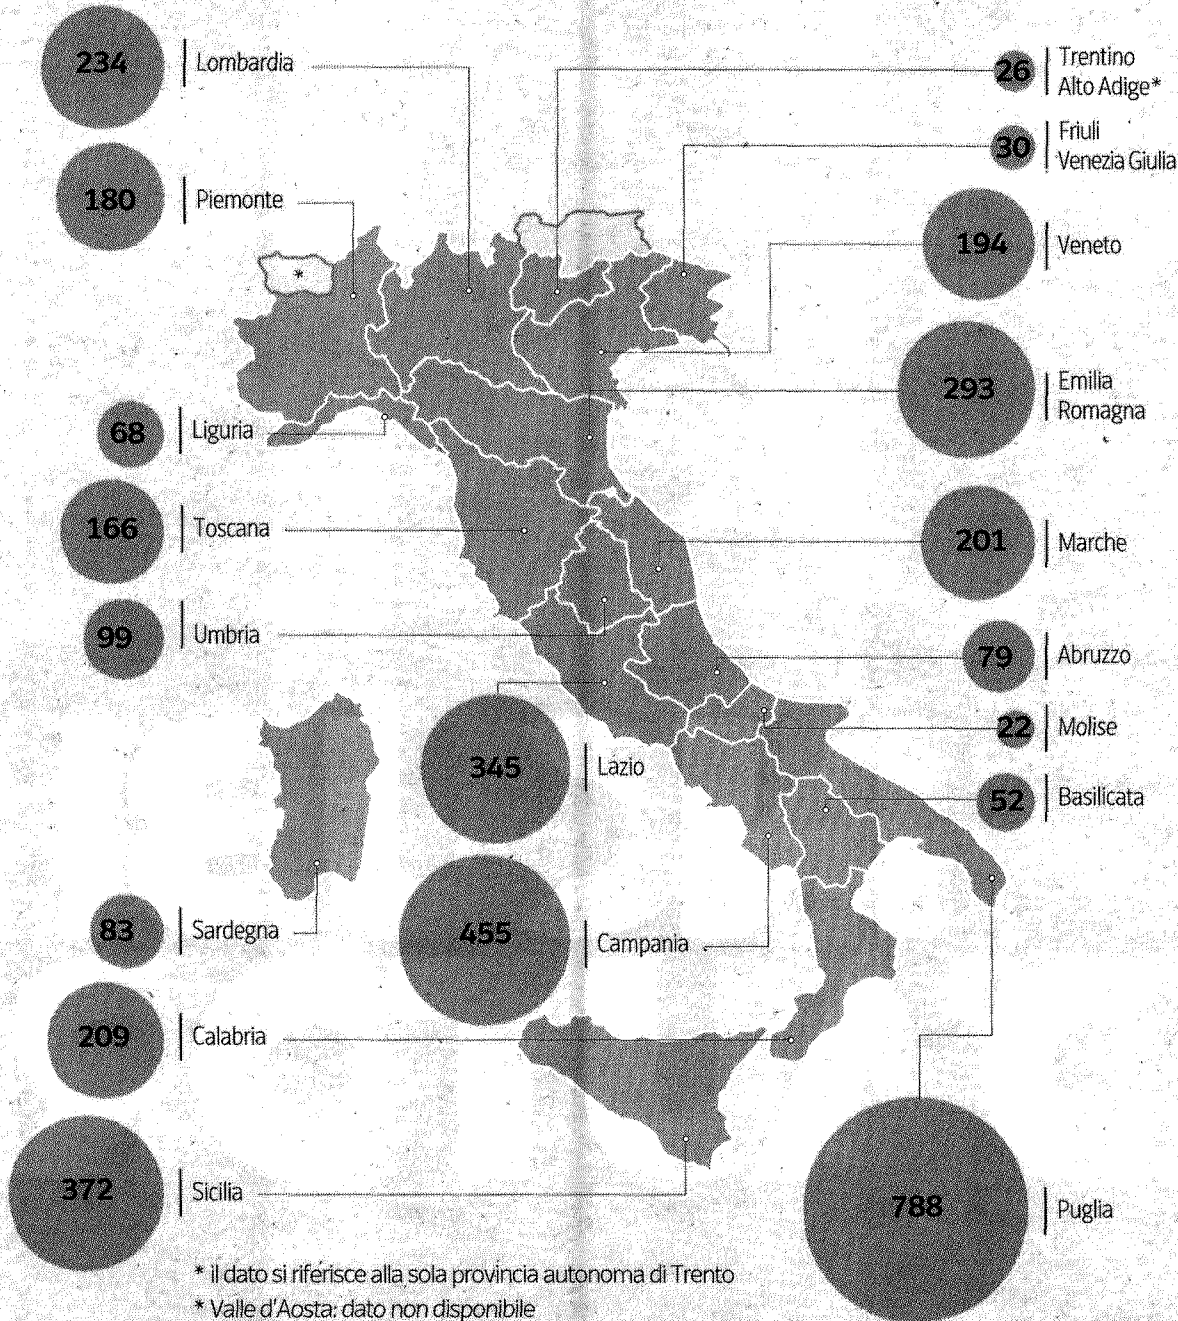 234
Lombardia
180
Piemonte
68
Liguria
166
Toscana
99
Umbria
83
Sardegna
209
Calabria
372
Sicilia
345
Lazio
455
Campania
26
Trentino
Alto Adige*
30
Friuli
Venezia Giulia
194
Veneto
293
Emilia
Romagna
201
Marche
79
Abruzzo
22
Molise
52
Basilicata
788
Puglia
*
* il dato si riferisce alla sola provincia autonoma di Trento
* Valle d'Aosta: dato non disponibile